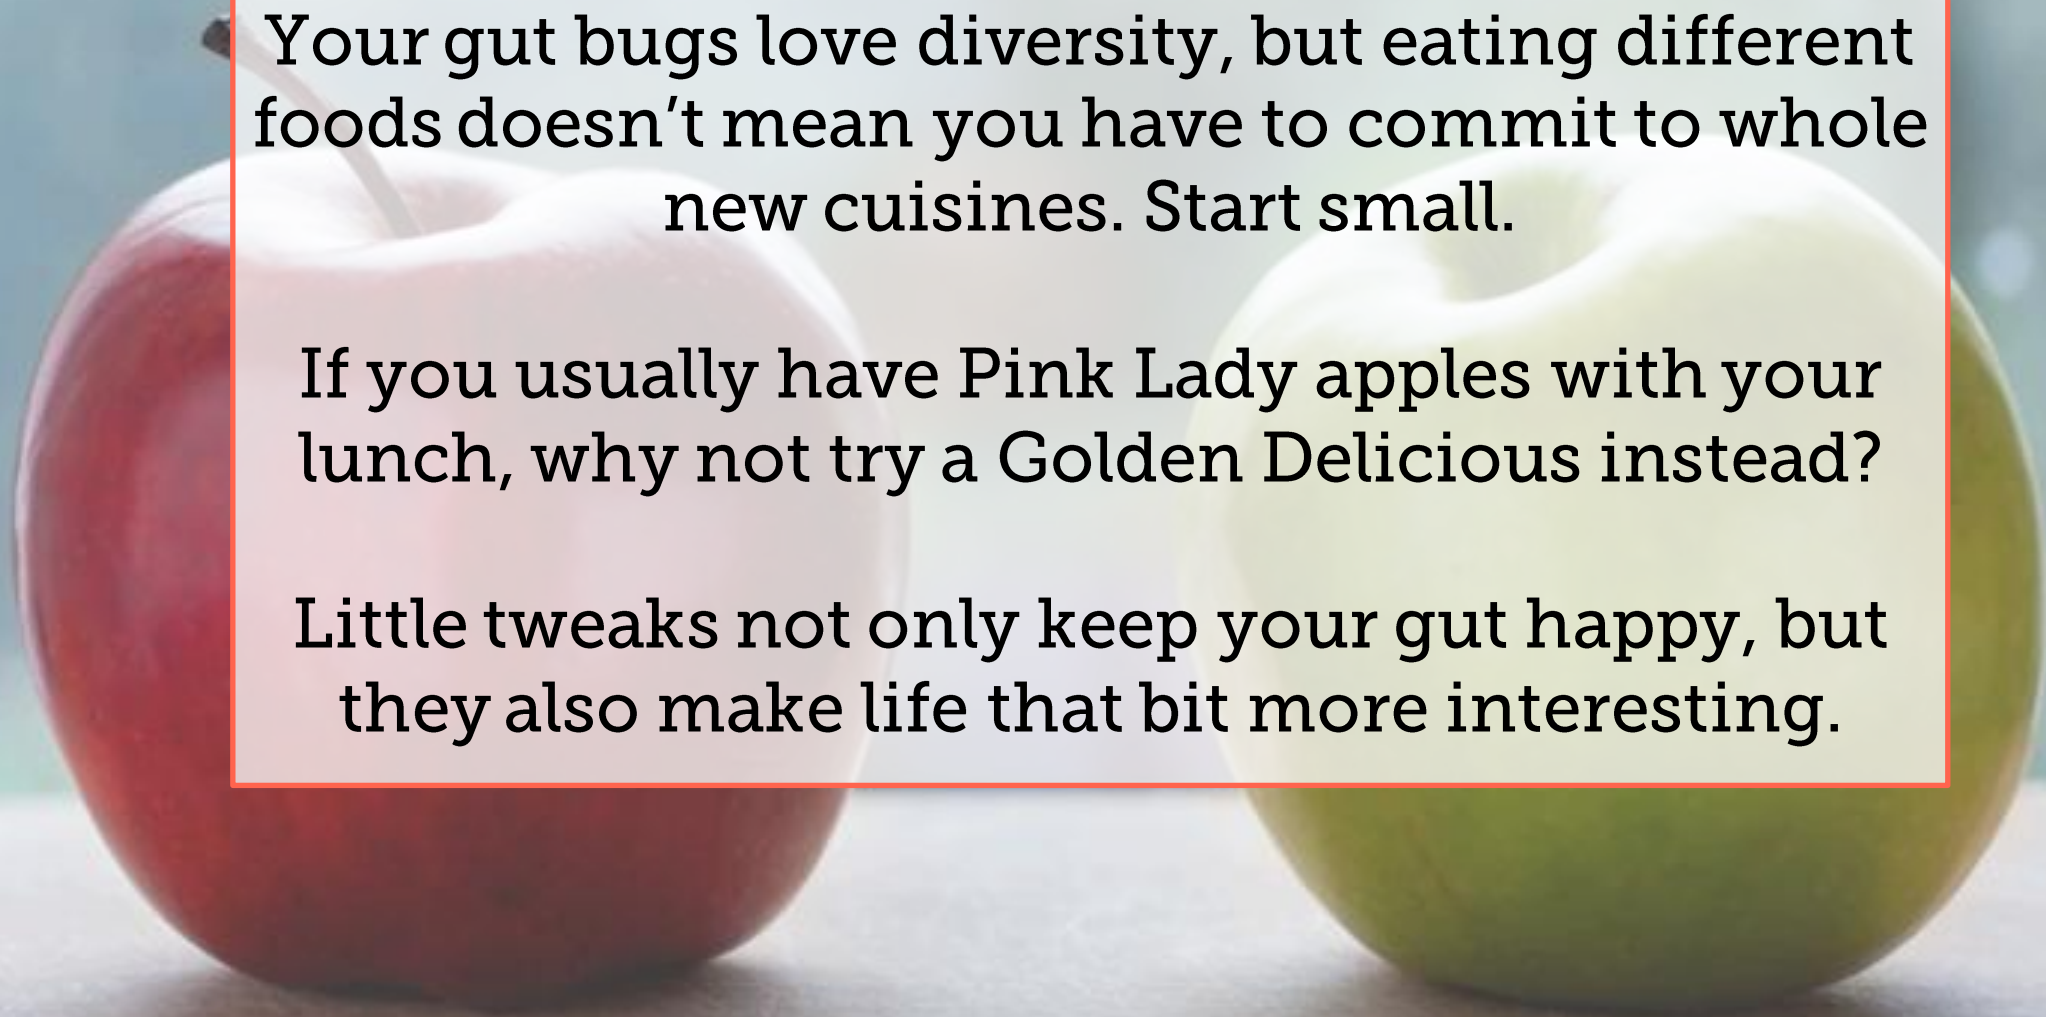 Your gut bugs love diversity, but eating different
foods doesn’t mean you have to commit to whole
new cuisines. Start small.
If you usually have Pink Lady apples with your
lunch, why not try a Golden Delicious instead?
Little tweaks not only keep your gut happy, but
they also make life that bit more interesting.